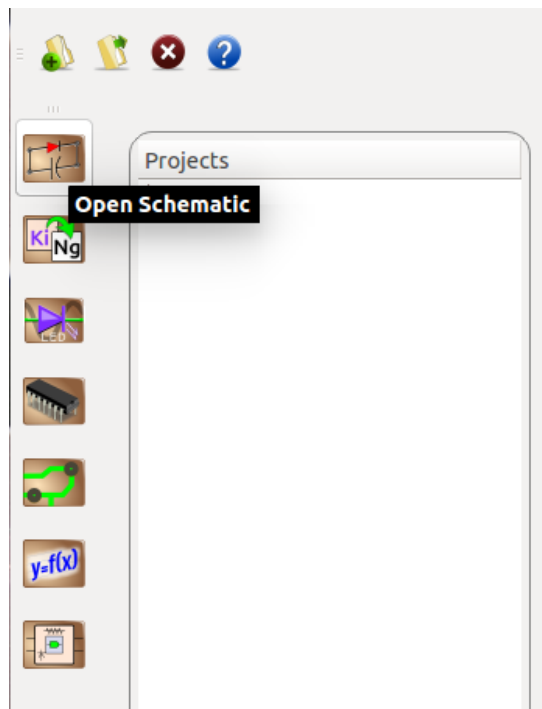 Projects
Open Schematic
Ki
Ng
LED
y=f(x)